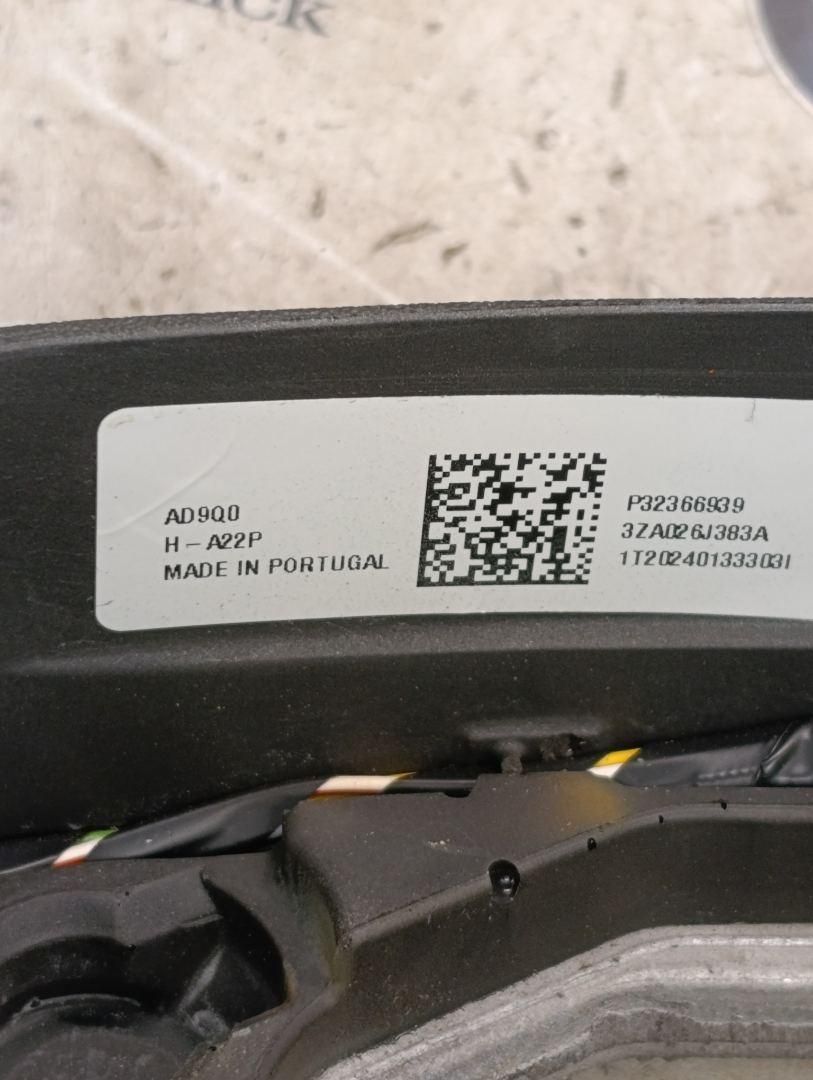 AD9Q0
H-A22P
MADE IN PORTUGAL
P32366939
3ZA026J383A
1T20240133303I